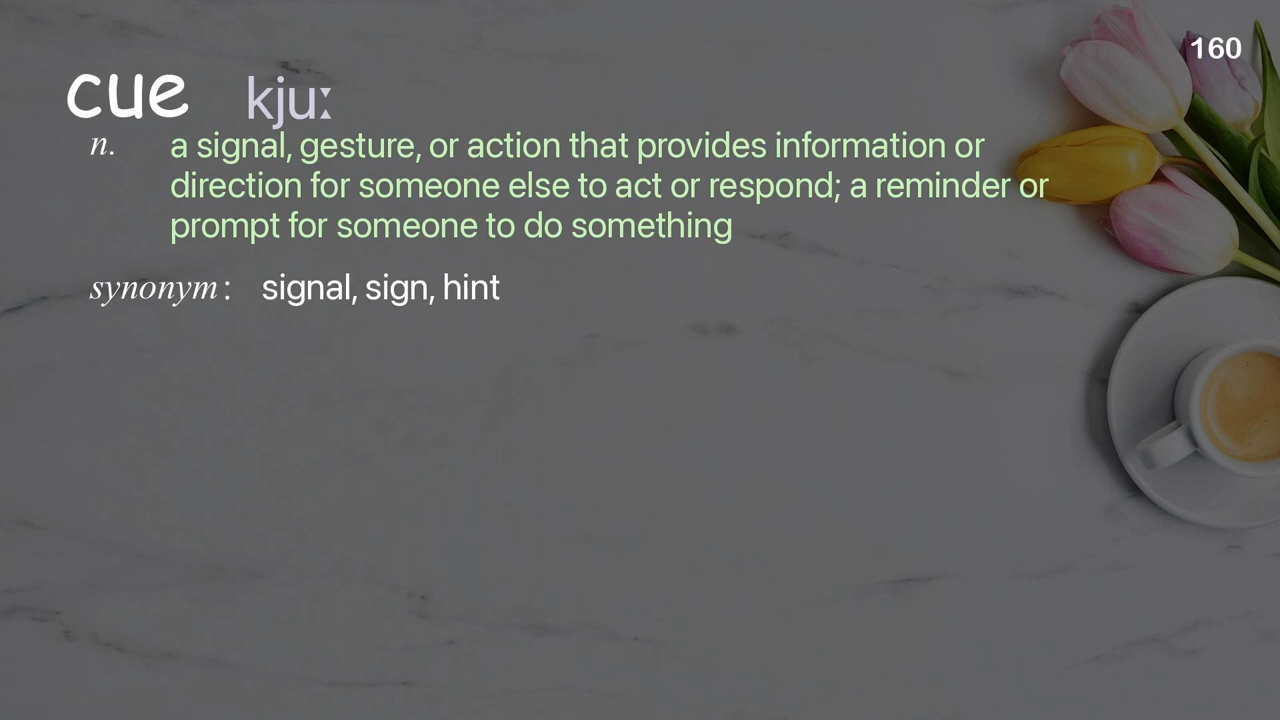 160
cue kjuː
n. a signal, gesture, or action that provides information or
direction for someone else to act or respond; a reminder or
prompt for someone to do something
synonym: signal, sign, hint